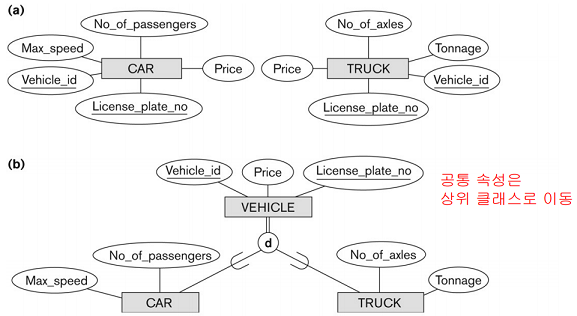 (a)
No_of_passengers
No_of_axles
Max_speed
Tonnage
CAR
Price
Price
TRUCK
Vehicle_id
Vehicle_id
License_plate_no
License_plate_no
(b)
Vehicle_id
Price
License_plate_no
공통 속성은
상위 클래스로 이동
VEHICLE
d
No_of_passengers
No_of_axles
Max_speed
Tonnage
CAR
TRUCK